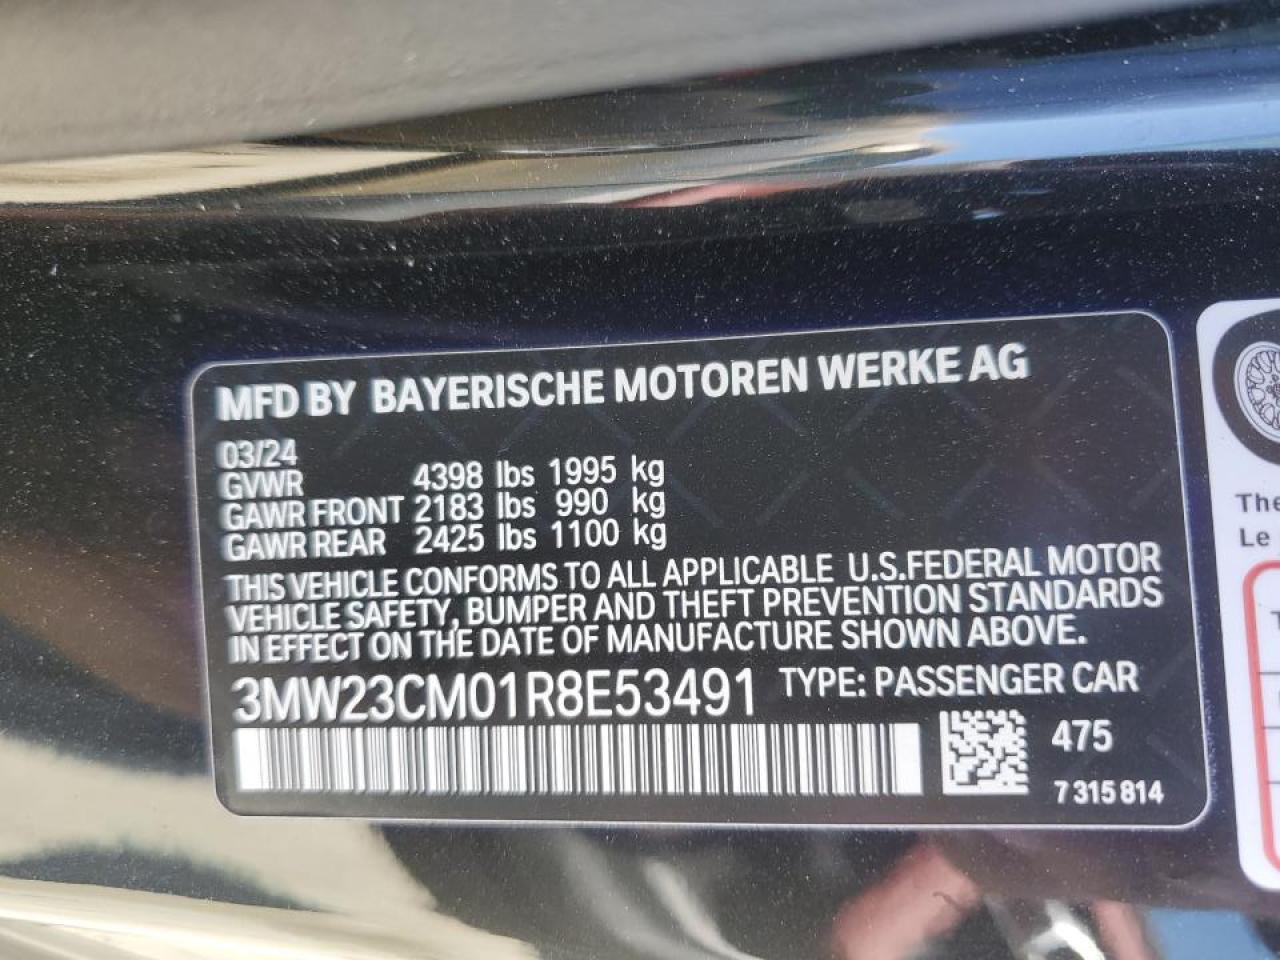 MFD BY BAYERISCHE MOTOREN WERKE AG
03/24
GVWR 4398 lbs 1995 kg
GAWR FRONT 2183 lbs 990 kg
GAWR REAR 2425 lbs 1100 kg
THIS VEHICLE CONFORMS TO ALL APPLICABLE U.S.FEDERAL MOTOR
VEHICLE SAFETY, BUMPER AND THEFT PREVENTION STANDARDS
IN EFFECT ON THE DATE OF MANUFACTURE SHOWN ABOVE.
3MW23CM01R8E53491 TYPE: PASSENGER CAR
475
7 315 814
The
Le